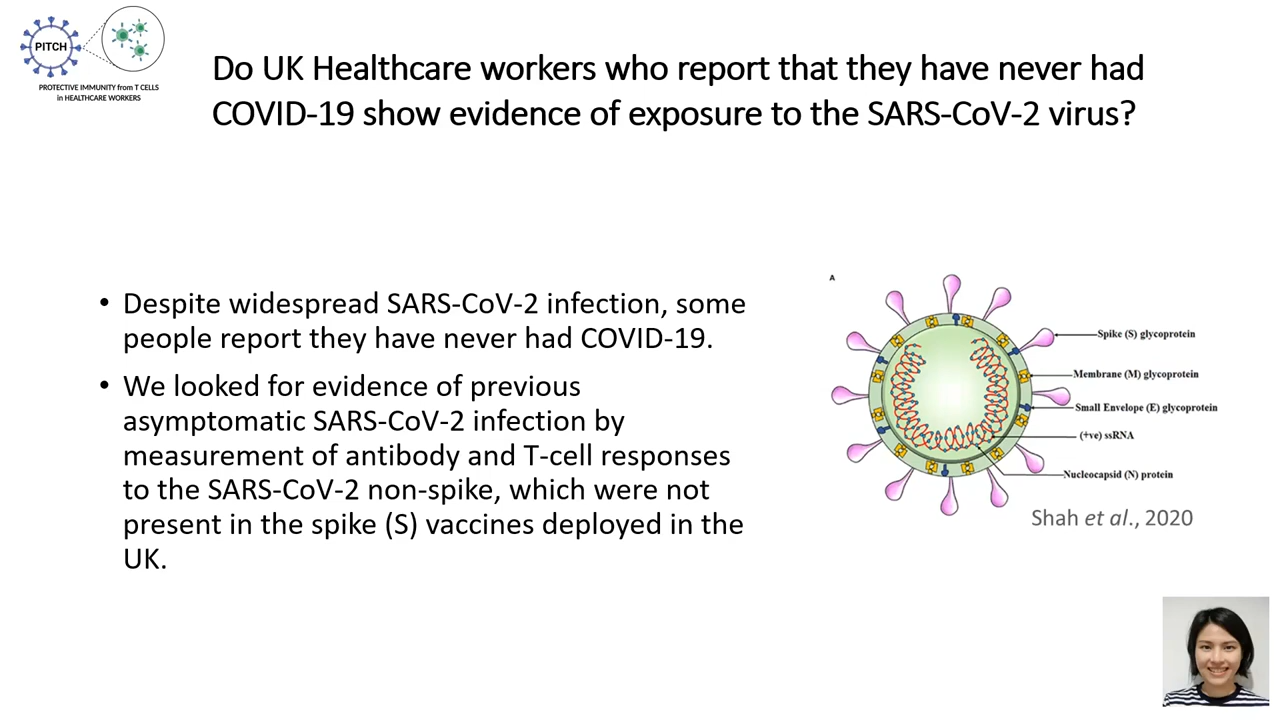 PITCH
PROTECTIVE IMMUNITY from T CELLS
in HEALTHCARE WORKERS
Do UK Healthcare workers who report that they have never had
COVID-19 show evidence of exposure to the SARS-CoV-2 virus?
• Despite widespread SARS-CoV-2 infection, some
people report they have never had COVID-19.
• We looked for evidence of previous
asymptomatic SARS-CoV-2 infection by
measurement of antibody and T-cell responses
to the SARS-CoV-2 non-spike, which were not
present in the spike (S) vaccines deployed in the
UK.
A
Spike (S) glycoprotein
Membrane (M) glycoprotein
Small Envelope (E) glycoprotein
(+ve) ssRNA
Nucleocapsid (N) protein
Shah et al., 2020